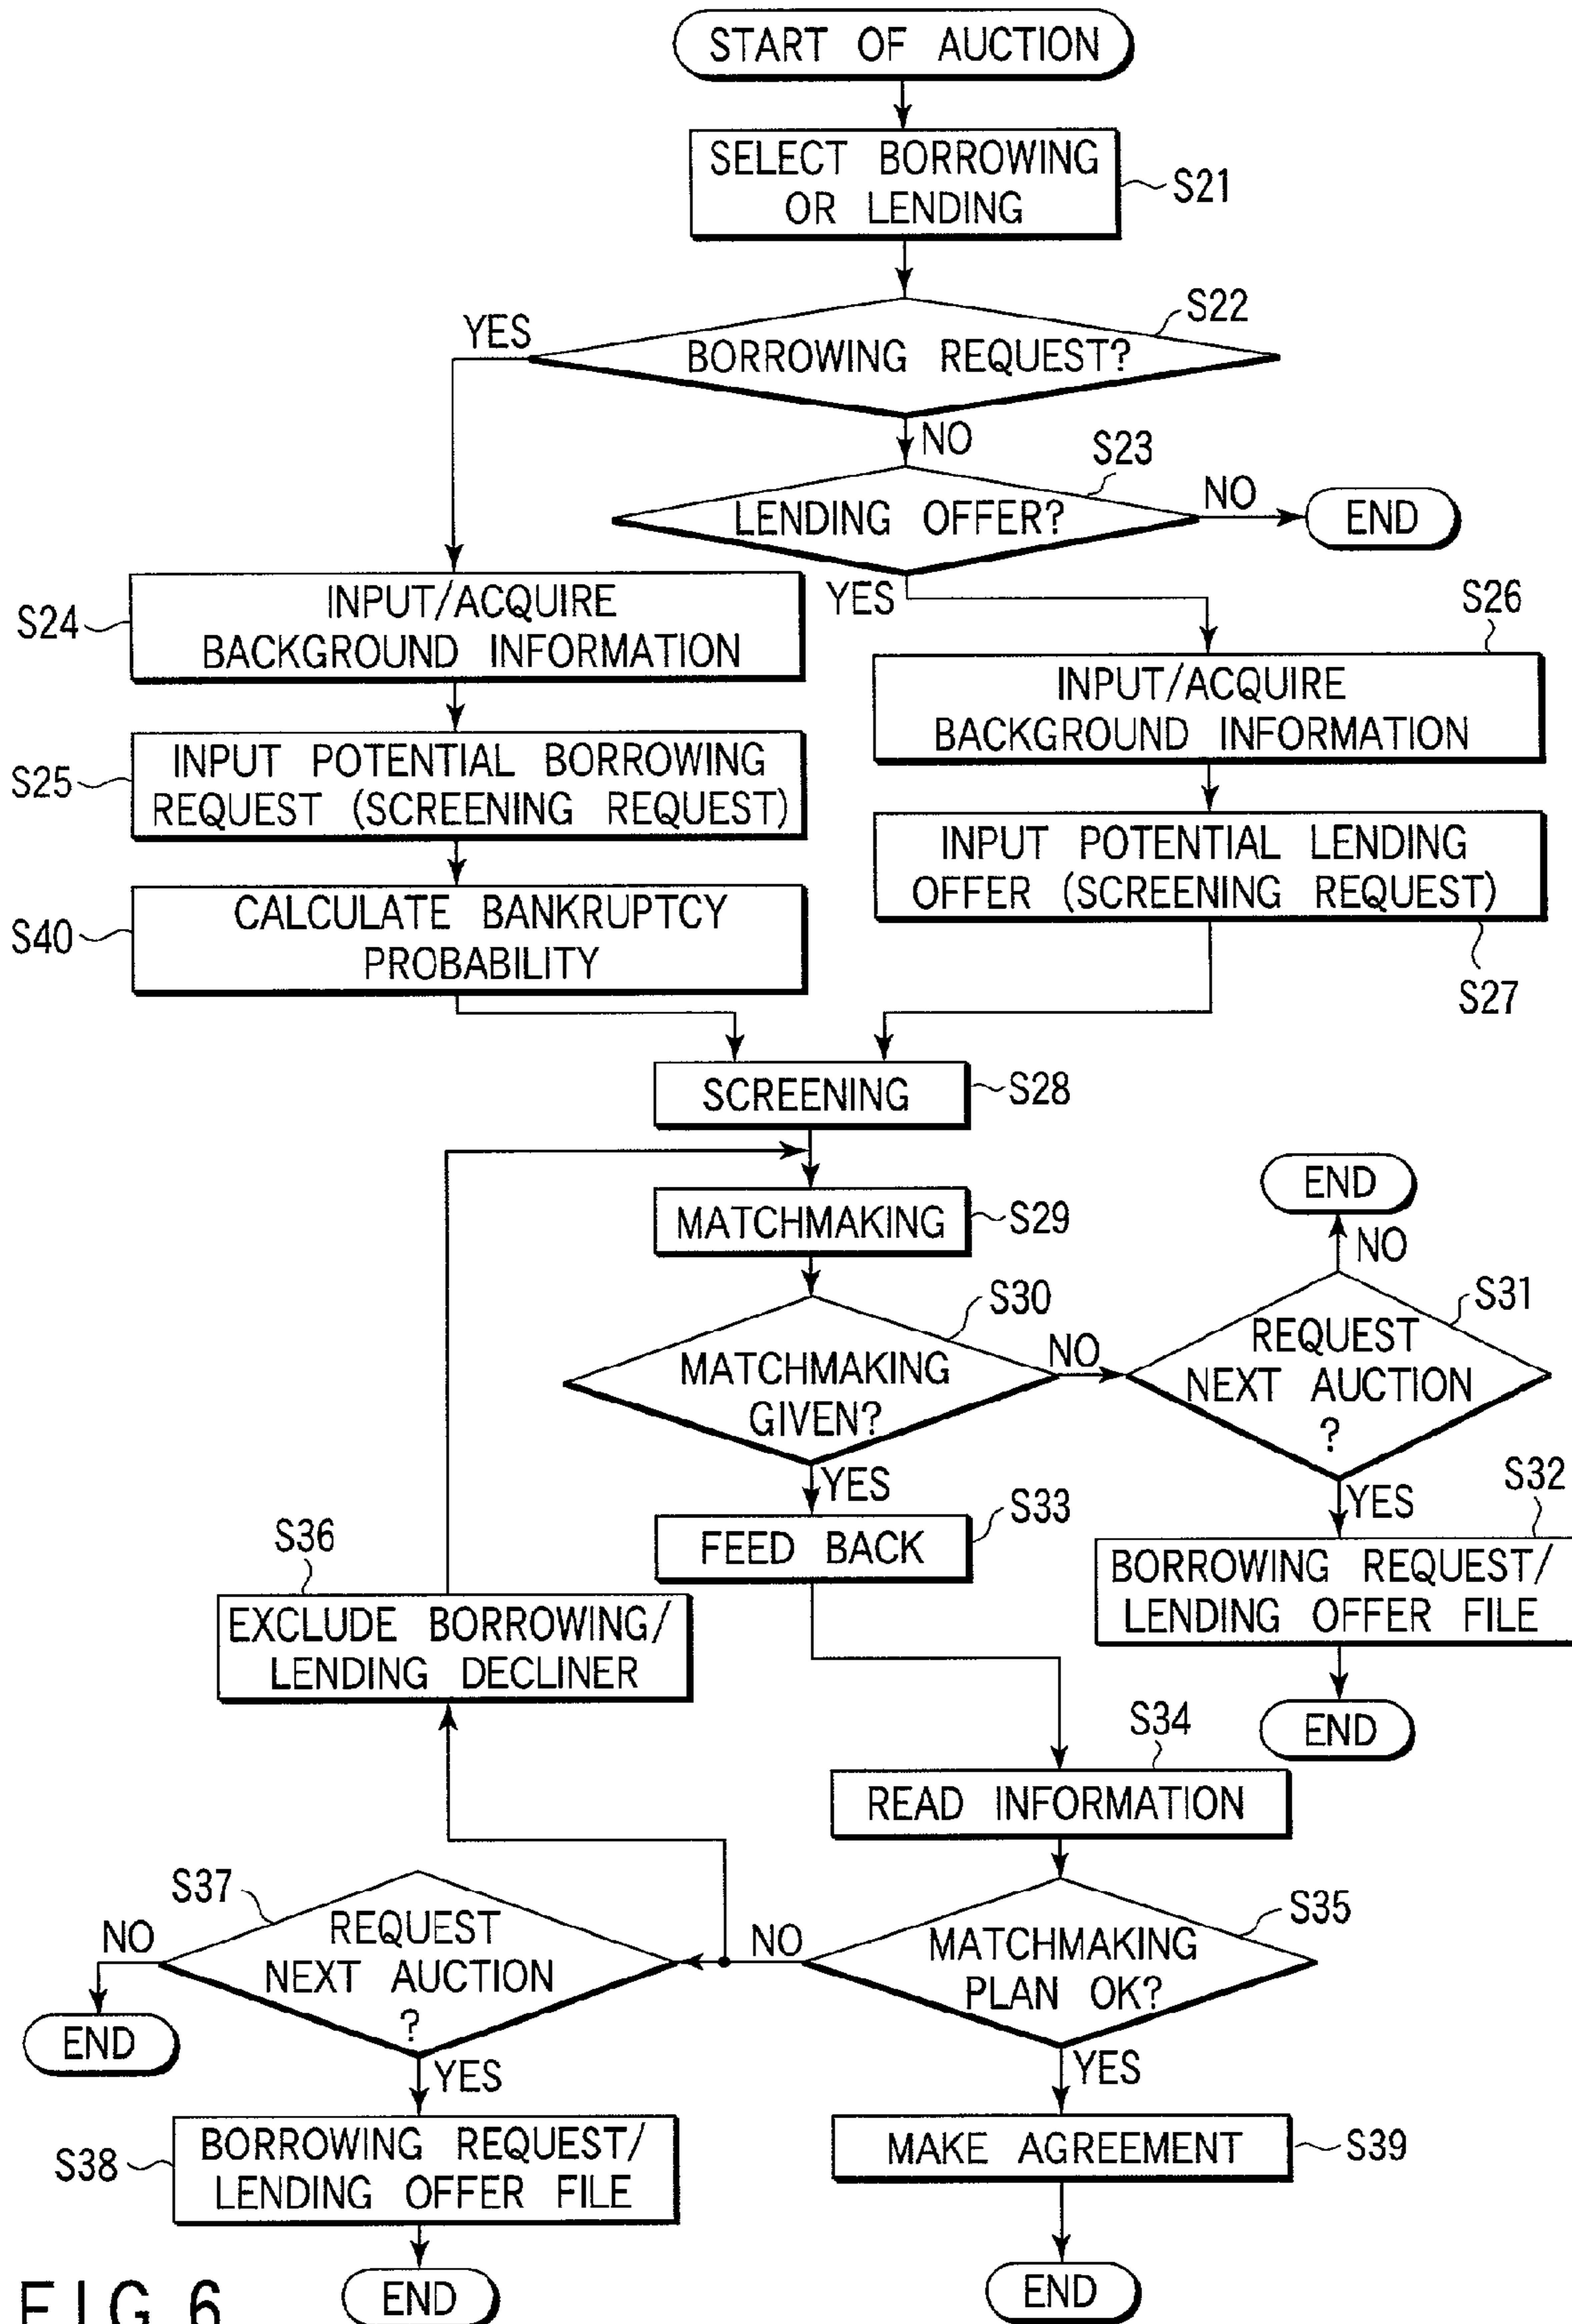 START OF AUCTION
SELECT BORROWING
OR LENDING
S21
S22
YES
BORROWING REQUEST?
NO
S23
LENDING OFFER?
NO
END
YES
S24
INPUT/ACQUIRE
BACKGROUND INFORMATION
S26
INPUT/ACQUIRE
BACKGROUND INFORMATION
S25
INPUT POTENTIAL BORROWING
REQUEST (SCREENING REQUEST)
INPUT POTENTIAL LENDING
OFFER (SCREENING REQUEST)
S27
S40
CALCULATE BANKRUPTCY
PROBABILITY
SCREENING
S28
MATCHMAKING
S29
END
NO
S30
MATCHMAKING
GIVEN?
NO
S31
REQUEST
NEXT AUCTION
?
YES
YES
S32
BORROWING REQUEST/
LENDING OFFER FILE
END
S33
FEED BACK
S36
EXCLUDE BORROWING/
LENDING DECLINER
S34
READ INFORMATION
S35
MATCHMAKING
PLAN OK?
NO
S37
REQUEST
NEXT AUCTION
?
NO
END
YES
YES
S38
BORROWING REQUEST/
LENDING OFFER FILE
MAKE AGREEMENT
S39
END
END
FIG.6